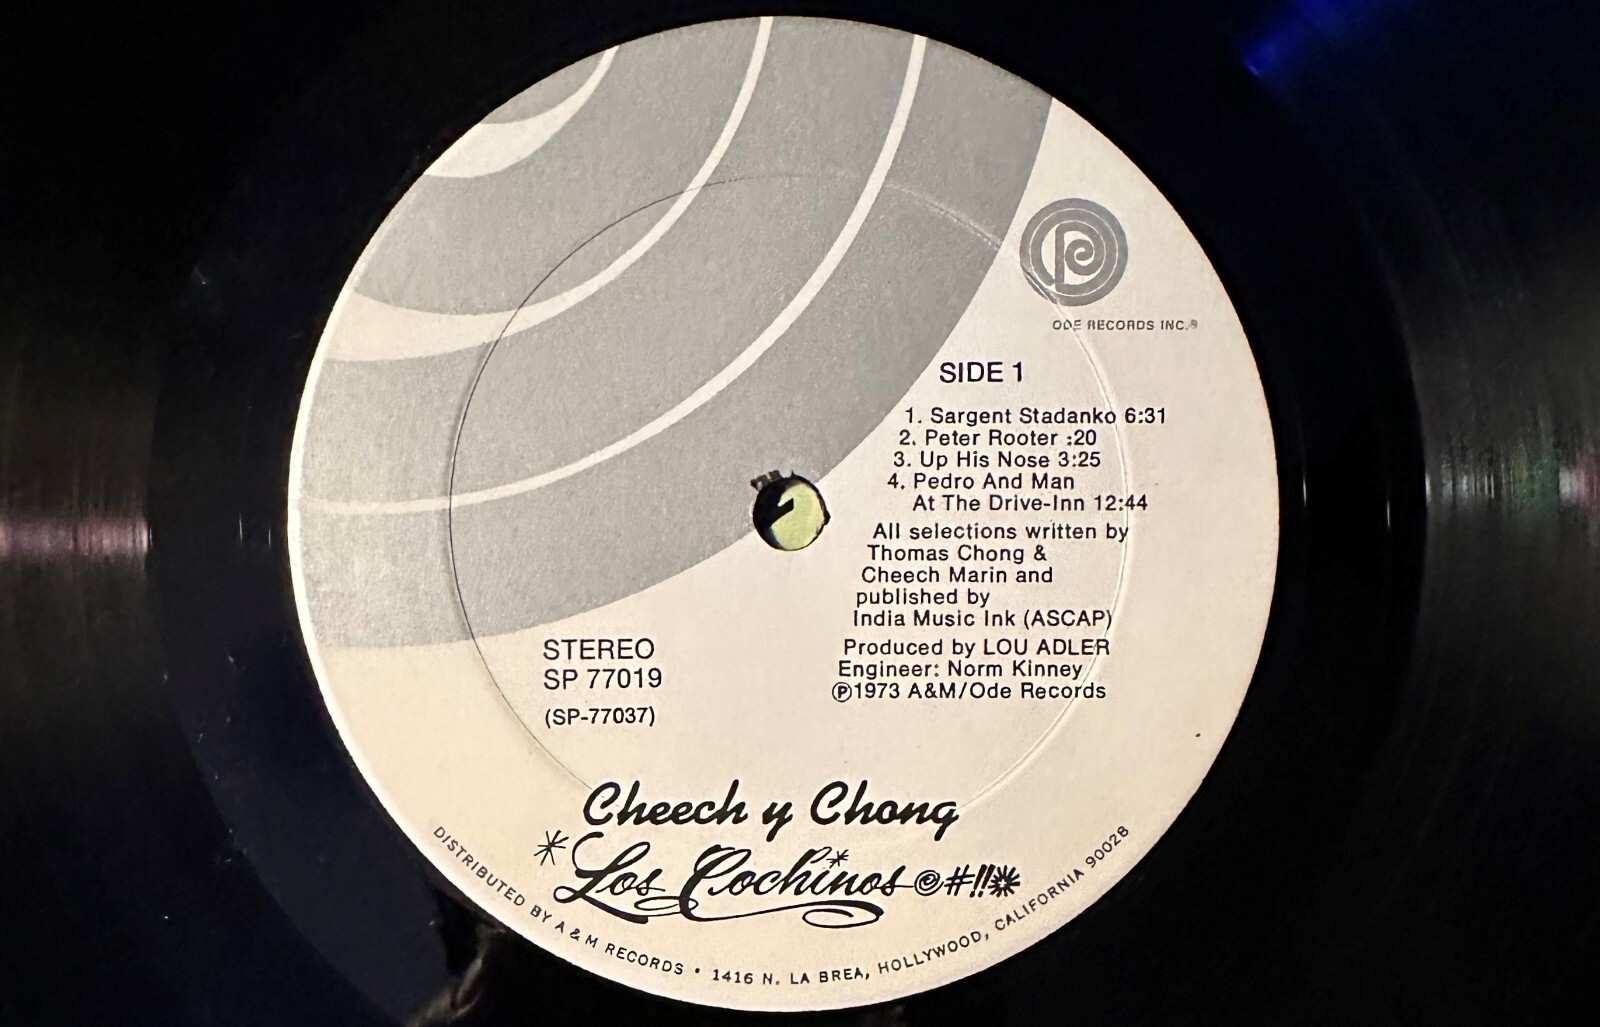 ODE RECORDS INC.®
SIDE 1
1. Sargent Stadanko 6:31
2. Peter Rooter :20
3. Up His Nose 3:25
4. Pedro And Man
At The Drive-Inn 12:44
All selections written by
Thomas Chong &
Cheech Marin and
published by
India Music Ink (ASCAP)
Produced by LOU ADLER
Engineer: Norm Kinney
℗1973 A&M/Ode Records
STEREO
SP 77019
(SP-77037)
Cheech y Chong
*Los Cochinos @#!!*
DISTRIBUTED BY A & M RECORDS • 1416 N. LA BREA, HOLLYWOOD, CALIFORNIA 90028